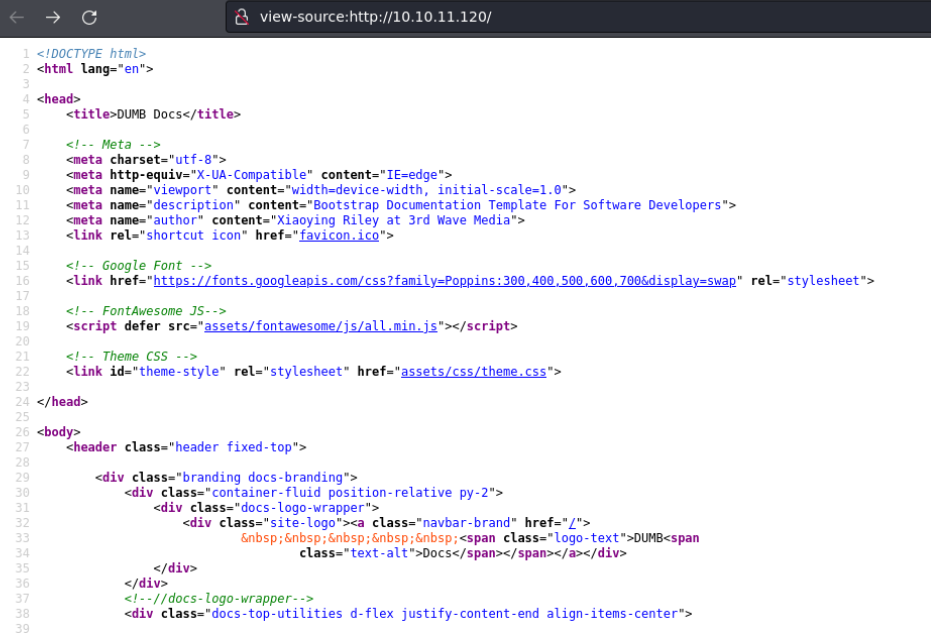 view-source:http://10.10.11.120/
1 <!DOCTYPE html>
2 <html lang="en">
3
4 <head>
5 <title>DUMB Docs</title>
6
7 <!-- Meta -->
8 <meta charset="utf-8">
9 <meta http-equiv="X-UA-Compatible" content="IE=edge">
10 <meta name="viewport" content="width=device-width, initial-scale=1.0">
11 <meta name="description" content="Bootstrap Documentation Template For Software Developers">
12 <meta name="author" content="Xiaoying Riley at 3rd Wave Media">
13 <link rel="shortcut icon" href="favicon.ico">
14
15 <!-- Google Font -->
16 <link href="https://fonts.googleapis.com/css?family=Poppins:300,400,500,600,700&display=swap" rel="stylesheet">
17
18 <!-- FontAwesome JS-->
19 <script defer src="assets/fontawesome/js/all.min.js"></script>
20
21 <!-- Theme CSS -->
22 <link id="theme-style" rel="stylesheet" href="assets/css/theme.css">
23
24 </head>
25
26 <body>
27 <header class="header fixed-top">
28
29 <div class="branding docs-branding">
30 <div class="container-fluid position-relative py-2">
31 <div class="docs-logo-wrapper">
32 <div class="site-logo"><a class="navbar-brand" href="/">
33 &nbsp;&nbsp;&nbsp;&nbsp;&nbsp;<span class="logo-text">DUMB<span
34 class="text-alt">Docs</span></span></a></div>
35 </div>
36 </div>
37 <!--//docs-logo-wrapper-->
38 <div class="docs-top-utilities d-flex justify-content-end align-items-center">
39